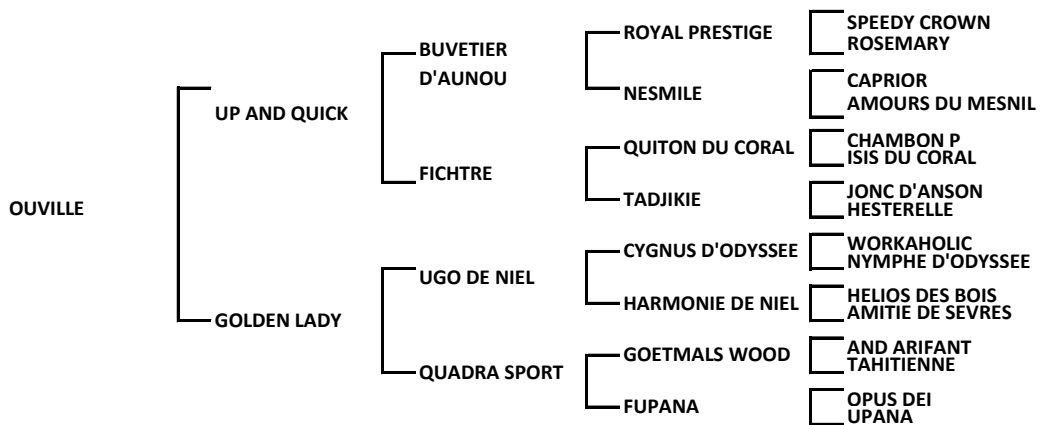 OUVILLE
UP AND QUICK
GOLDEN LADY
BUVETIER
D'AUNOU
FICHTRE
UGO DE NIEL
QUADRA SPORT
ROYAL PRESTIGE
NESMILE
QUITON DU CORAL
TADJIKIE
CYGNUS D'ODYSSEE
HARMONIE DE NIEL
GOETMALS WOOD
FUPANA
SPEEDY CROWN
ROSEMARY
CAPRIOR
AMOURS DU MESNIL
CHAMBON P
ISIS DU CORAL
JONC D'ANSON
HESTERELLE
WORKAHOLIC
NYMPHE D'ODYSSEE
HELIOS DES BOIS
AMITIE DE SEVRES
AND ARIFANT
TAHITIENNE
OPUS DEI
UPANA